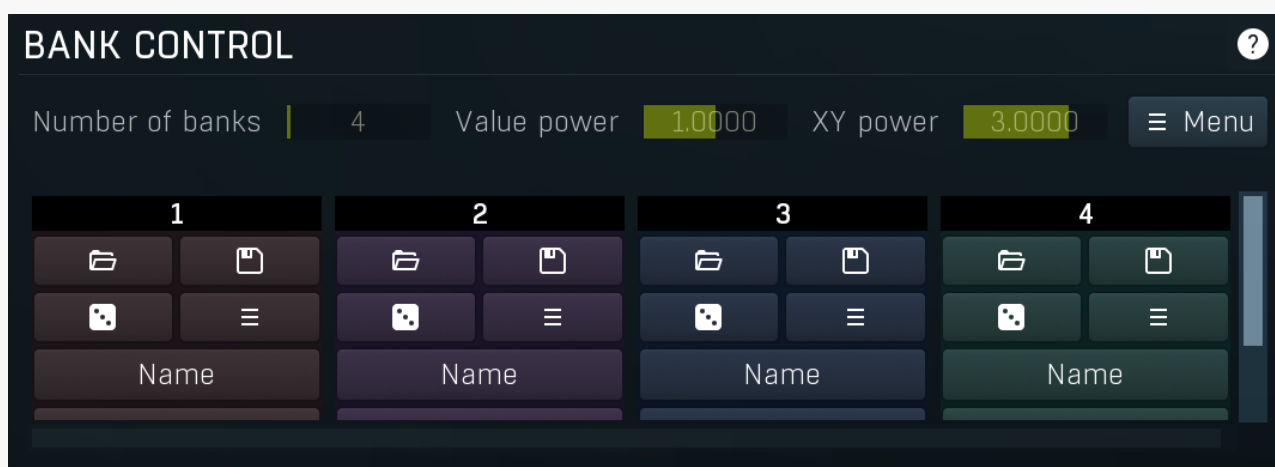 BANK CONTROL ?
Number of banks 4 Value power 1.0000 XY power 3.0000 Menu
1 2 3 4
Name Name Name Name